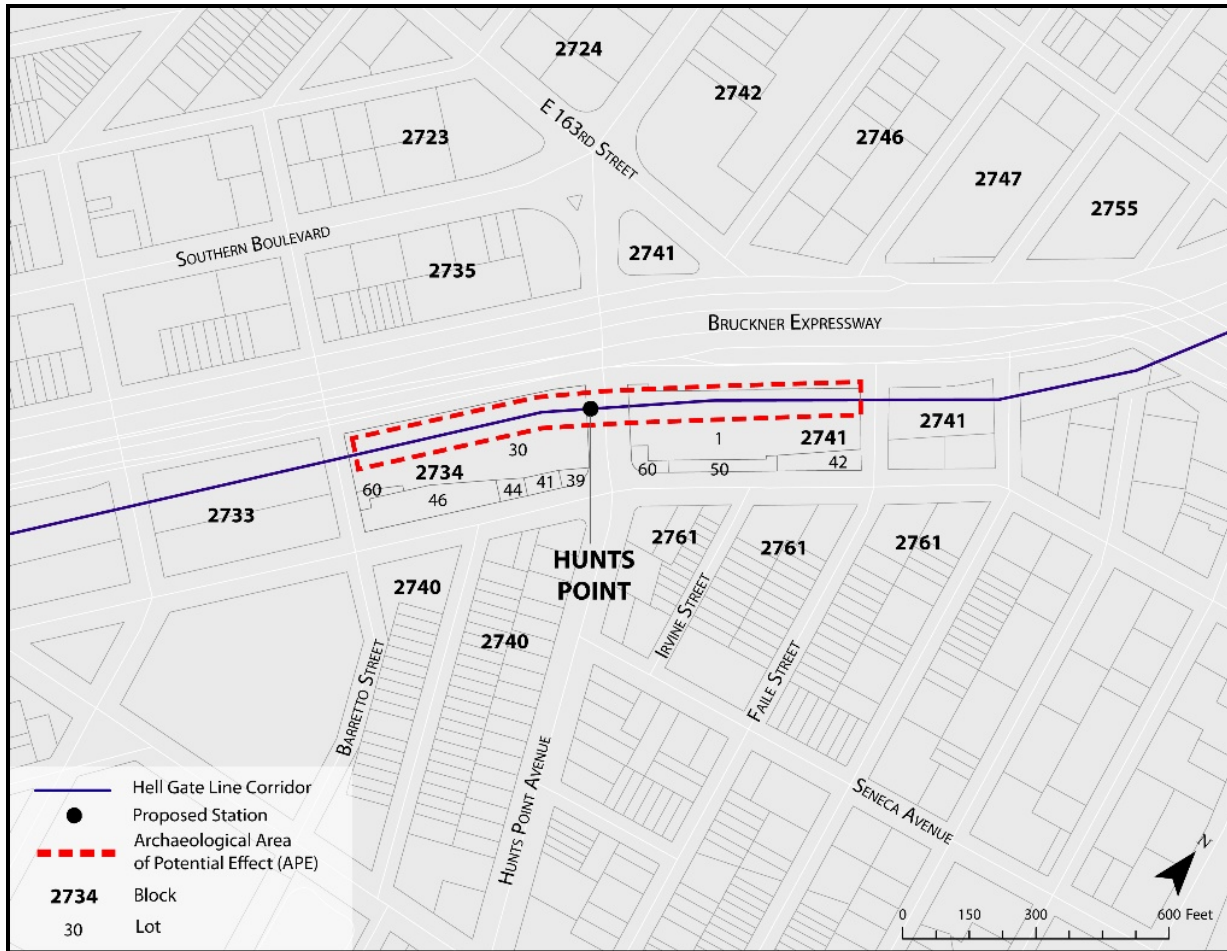 2724
2742
E 163RD STREET
2723
2746
2747
2755
SOUTHERN BOULEVARD
2741
2735
BRUCKNER EXPRESSWAY
2741
30
1
2741
2734
60
46
44
41
39
60
50
42
2733
HUNTS
POINT
2761
2761
2761
2740
2740
IRVINE STREET
FAILE STREET
BARRETTO STREET
HUNTS POINT AVENUE
SENECA AVENUE
Hell Gate Line Corridor
Proposed Station
Archaeological Area
of Potential Effect (APE)
2734 Block
30 Lot
N
0 150 300 600 Feet